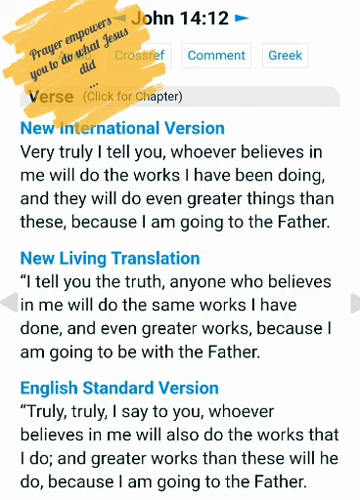 Prayer empowers
you to do what Jesus
did
...
◄ John 14:12 ►
Crossref Comment Greek
Verse (Click for Chapter)
New International Version
Very truly I tell you, whoever believes in
me will do the works I have been doing,
and they will do even greater things than
these, because I am going to the Father.
New Living Translation
“I tell you the truth, anyone who believes
in me will do the same works I have
done, and even greater works, because I
am going to be with the Father.
English Standard Version
“Truly, truly, I say to you, whoever
believes in me will also do the works that
I do; and greater works than these will he
do, because I am going to the Father.